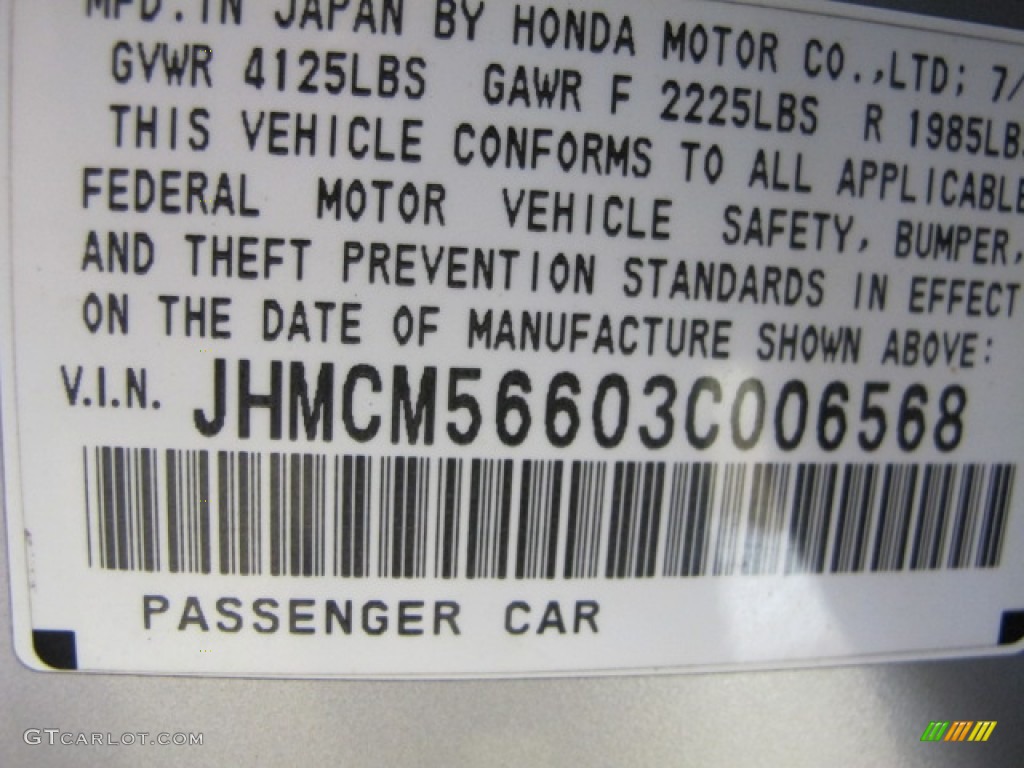 MFD. IN JAPAN BY HONDA MOTOR CO.,LTD; 7/
GVWR 4125LBS GAWR F 2225LBS R 1985LB
THIS VEHICLE CONFORMS TO ALL APPLICABLE
FEDERAL MOTOR VEHICLE SAFETY, BUMPER,
AND THEFT PREVENTION STANDARDS IN EFFECT
ON THE DATE OF MANUFACTURE SHOWN ABOVE:
V.I.N. JHMCM56603C006568
PASSENGER CAR
GTCARLOT.COM